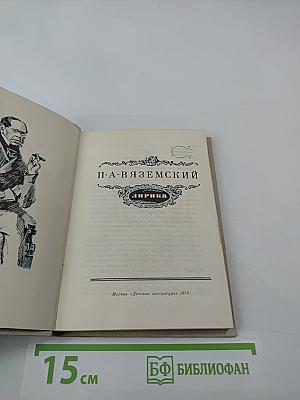 П·А·ВЯЗЕМСКИЙ
ЛИРИКА
Москва «Детская литература» 1979
15 см
БФ БИБЛИОФАН